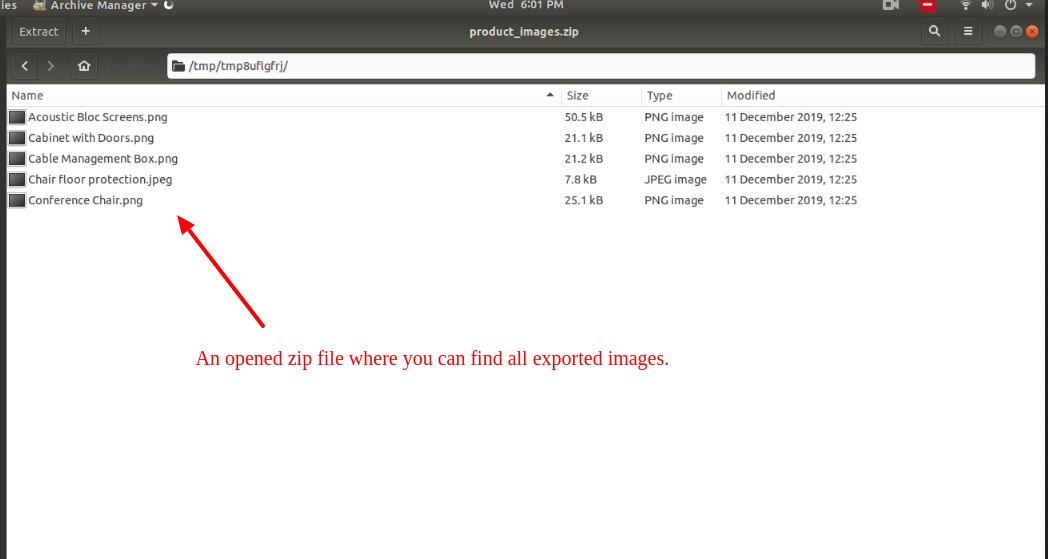 ies Archive Manager Wed 6:01 PM
Extract + product_images.zip
/tmp/tmp8uflgfrj/
Name Size Type Modified
Acoustic Bloc Screens.png 50.5 kB PNG image 11 December 2019, 12:25
Cabinet with Doors.png 21.1 kB PNG image 11 December 2019, 12:25
Cable Management Box.png 21.2 kB PNG image 11 December 2019, 12:25
Chair floor protection.jpeg 7.8 kB JPEG image 11 December 2019, 12:25
Conference Chair.png 25.1 kB PNG image 11 December 2019, 12:25
An opened zip file where you can find all exported images.